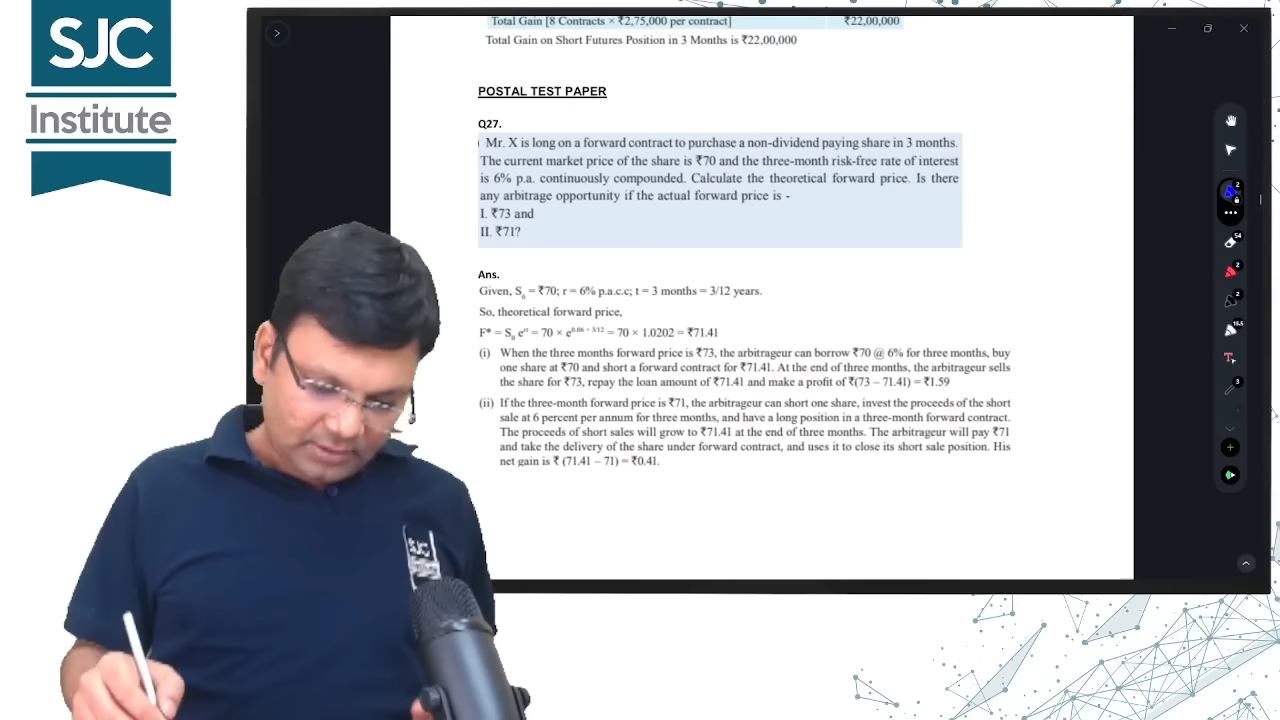 SJC
Institute
Total Gain [8 Contracts × ₹2,75,000 per contract] ₹22,00,000
Total Gain on Short Futures Position in 3 Months is ₹22,00,000
POSTAL TEST PAPER
Q27.
Mr. X is long on a forward contract to purchase a non-dividend paying share in 3 months.
The current market price of the share is ₹70 and the three-month risk-free rate of interest
is 6% p.a. continuously compounded. Calculate the theoretical forward price. Is there
any arbitrage opportunity if the actual forward price is -
I. ₹73 and
II. ₹71?
Ans.
Given, S₀ = ₹70; r = 6% p.a.c.c; t = 3 months = 3/12 years.
So, theoretical forward price,
F* = S₀ eʳᵗ = 70 × e^0.06 × 3/12 = 70 × 1.0202 = ₹71.41
(i) When the three months forward price is ₹73, the arbitrageur can borrow ₹70 @ 6% for three months, buy
one share at ₹70 and short a forward contract for ₹71.41. At the end of three months, the arbitrageur sells
the share for ₹73, repay the loan amount of ₹71.41 and make a profit of ₹(73 – 71.41) = ₹1.59
(ii) If the three-month forward price is ₹71, the arbitrageur can short one share, invest the proceeds of the short
sale at 6 percent per annum for three months, and have a long position in a three-month forward contract.
The proceeds of short sales will grow to ₹71.41 at the end of three months. The arbitrageur will pay ₹71
and take the delivery of the share under forward contract, and uses it to close its short sale position. His
net gain is ₹ (71.41 – 71) = ₹0.41.
2
54
2
2
15.5
3
SJC